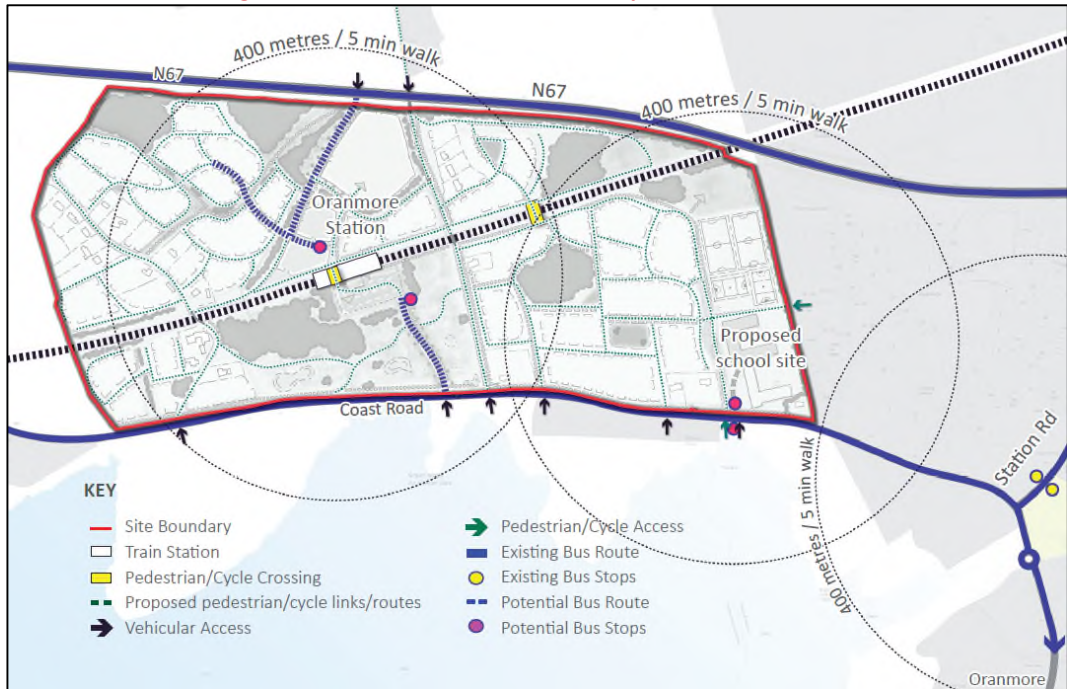 400 metres / 5 min walk
N67
N67
400 metres / 5 min walk
Oranmore
Station
Proposed
school site
Coast Road
Station Rd
400 metres / 5 min walk
Oranmore
KEY
Site Boundary
Train Station
Pedestrian/Cycle Crossing
Proposed pedestrian/cycle links/routes
Vehicular Access
Pedestrian/Cycle Access
Existing Bus Route
Existing Bus Stops
Potential Bus Route
Potential Bus Stops